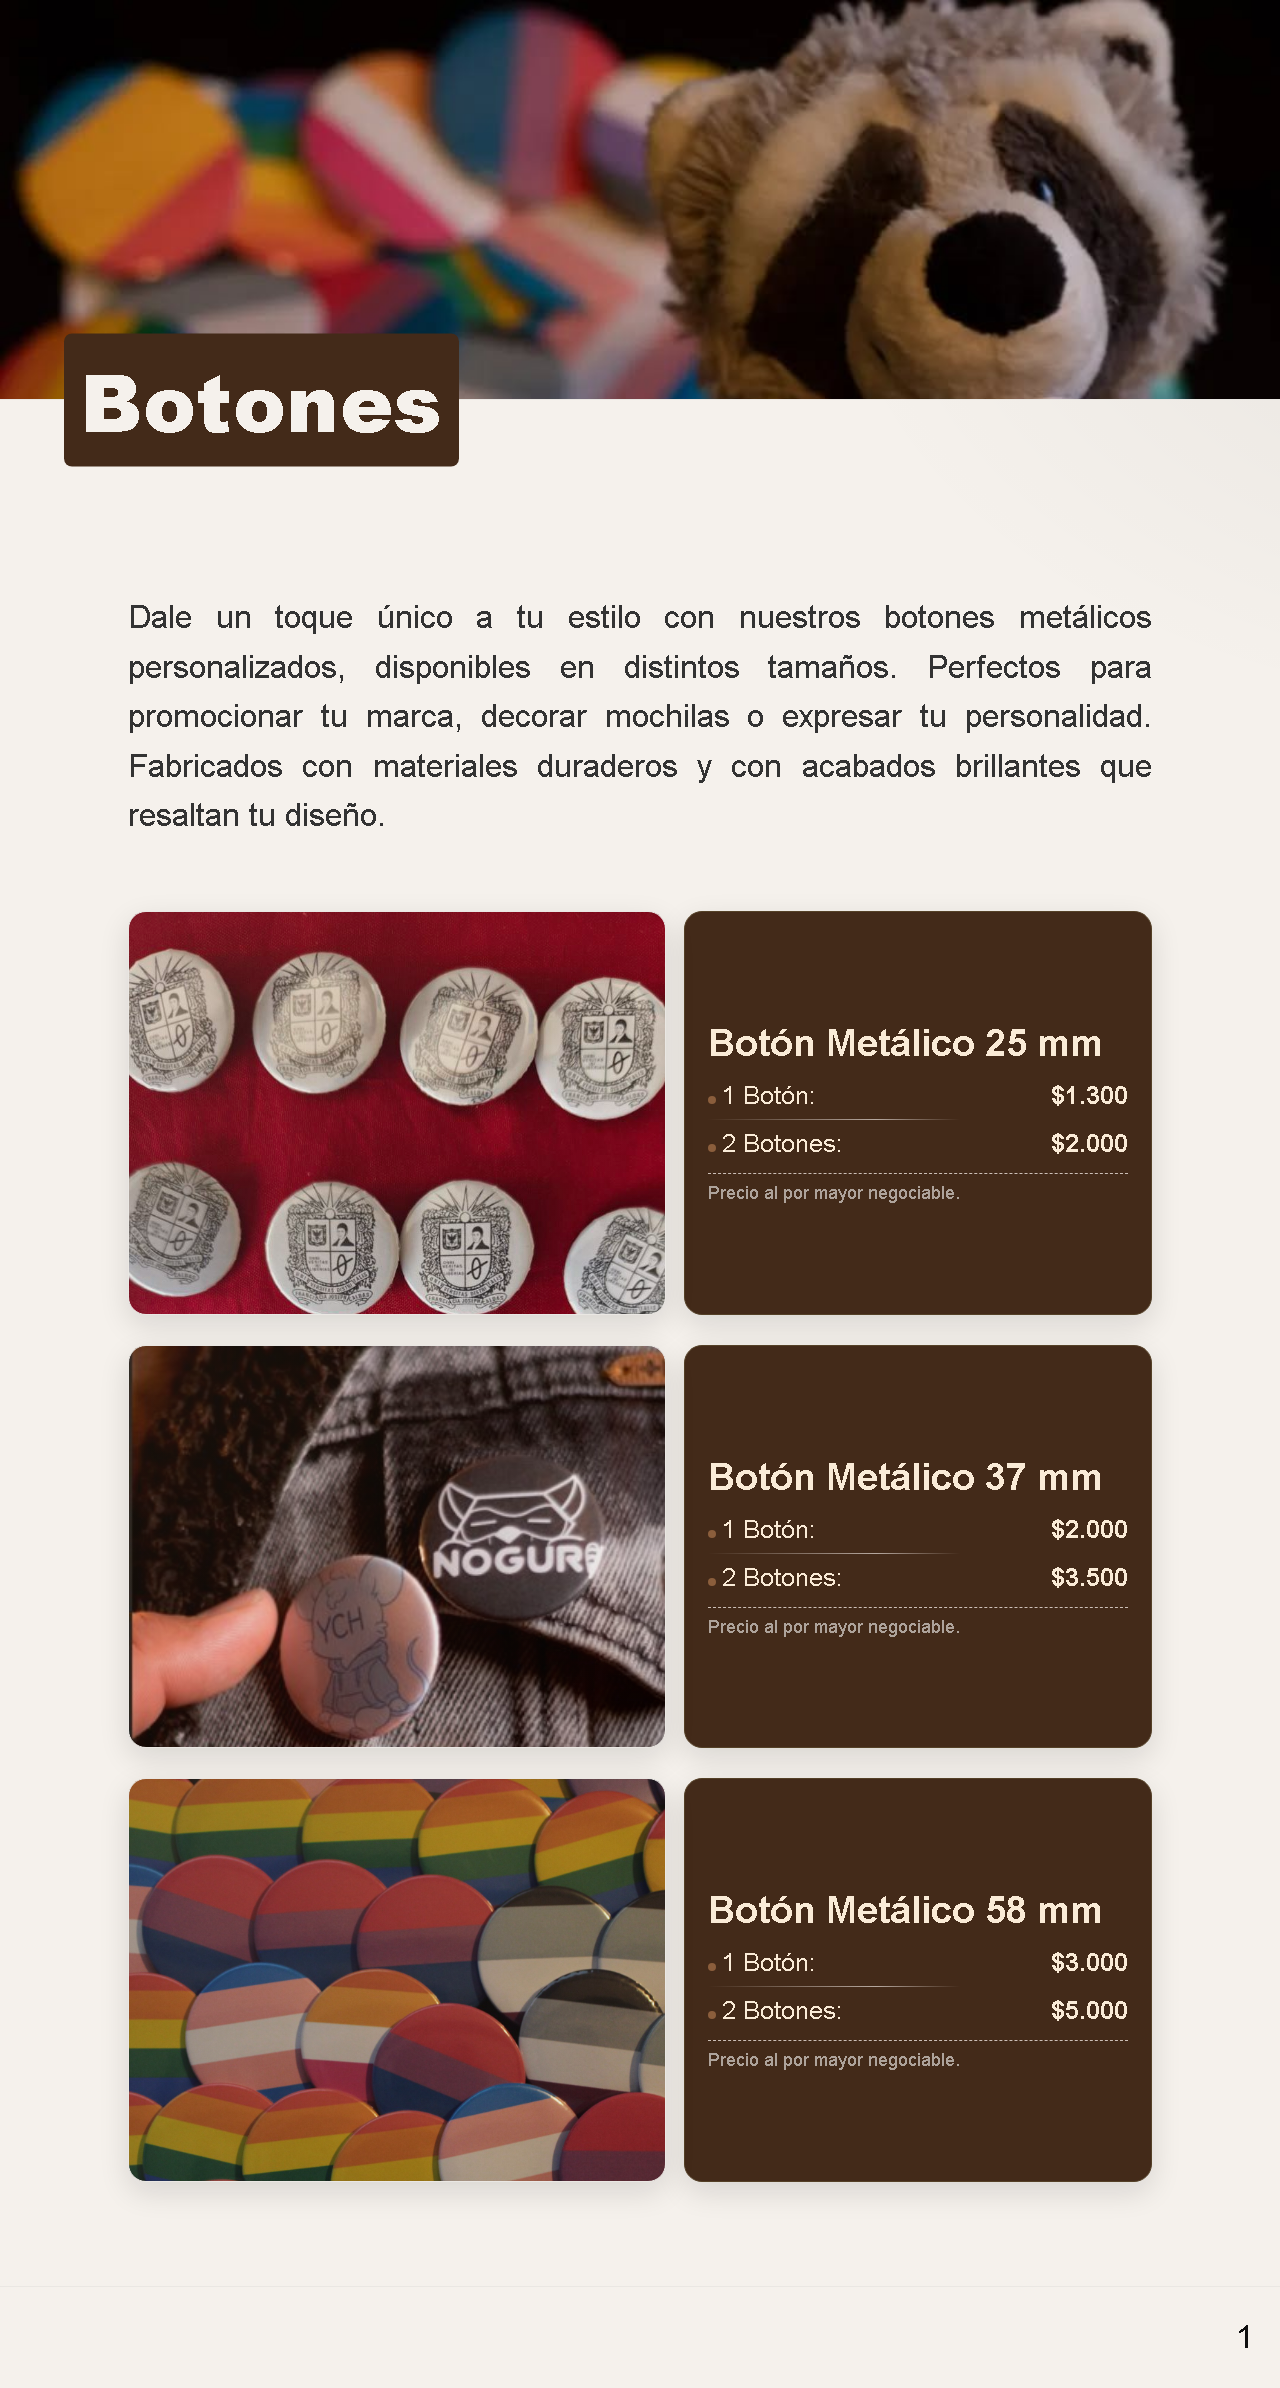 Botones
Dale un toque único a tu estilo con nuestros botones metálicos
personalizados, disponibles en distintos tamaños. Perfectos para
promocionar tu marca, decorar mochilas o expresar tu personalidad.
Fabricados con materiales duraderos y con acabados brillantes que
resaltan tu diseño.
Botón Metálico 25 mm
1 Botón: $1.300
2 Botones: $2.000
Precio al por mayor negociable.
NOGUR
YCH
Botón Metálico 37 mm
1 Botón: $2.000
2 Botones: $3.500
Precio al por mayor negociable.
Botón Metálico 58 mm
1 Botón: $3.000
2 Botones: $5.000
Precio al por mayor negociable.
1